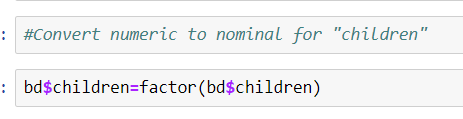 : #Convert numeric to nominal for "children"
: bd$children=factor(bd$children)